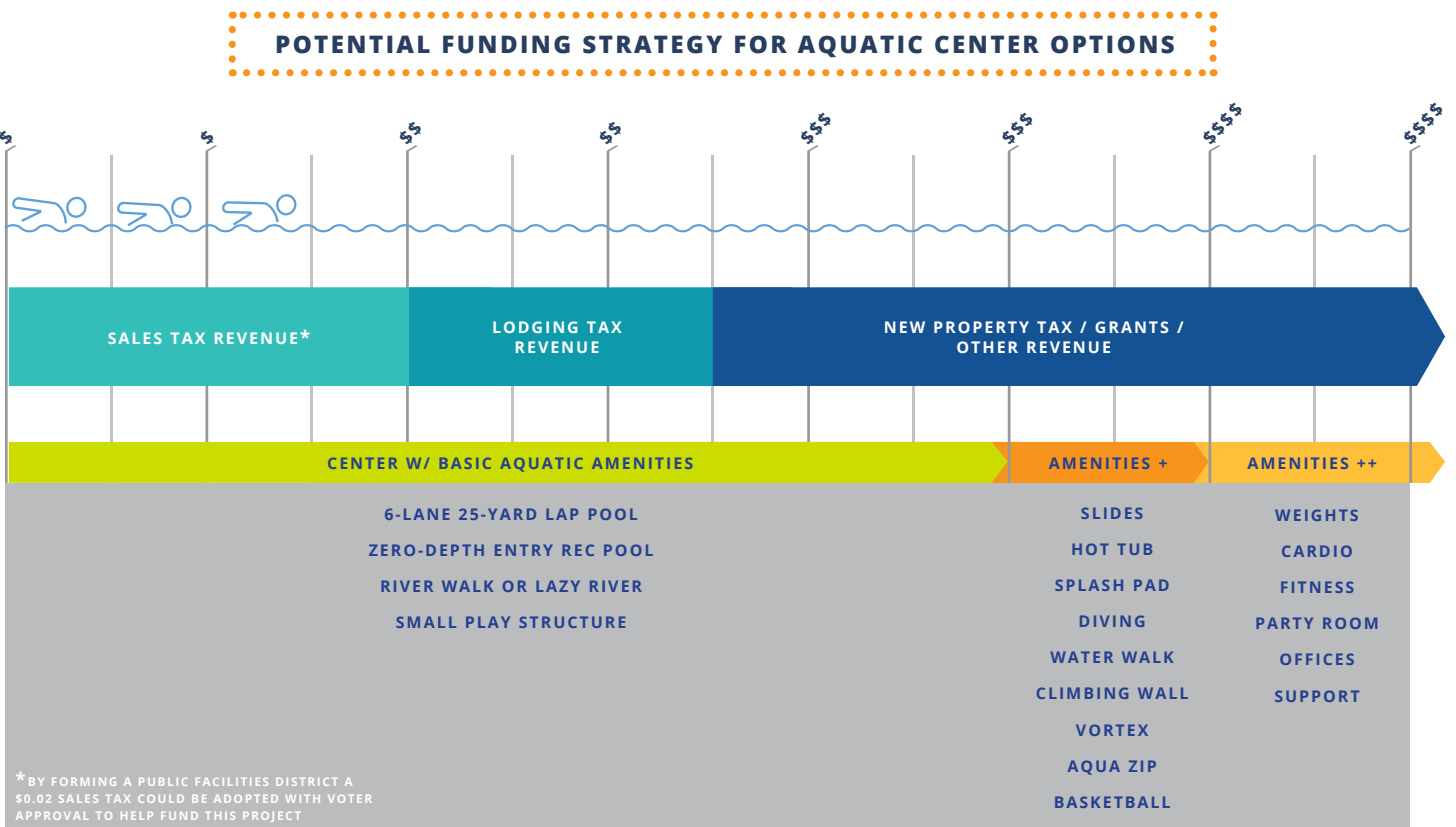 POTENTIAL FUNDING STRATEGY FOR AQUATIC CENTER OPTIONS
$
$
$$
$$
$$$
$$$
$$$$
$$$$
SALES TAX REVENUE*
LODGING TAX
REVENUE
NEW PROPERTY TAX / GRANTS /
OTHER REVENUE
CENTER W/ BASIC AQUATIC AMENITIES
6-LANE 25-YARD LAP POOL
ZERO-DEPTH ENTRY REC POOL
RIVER WALK OR LAZY RIVER
SMALL PLAY STRUCTURE
AMENITIES +
SLIDES
HOT TUB
SPLASH PAD
DIVING
WATER WALK
CLIMBING WALL
VORTEX
AQUA ZIP
BASKETBALL
AMENITIES ++
WEIGHTS
CARDIO
FITNESS
PARTY ROOM
OFFICES
SUPPORT
*BY FORMING A PUBLIC FACILITIES DISTRICT A
$0.02 SALES TAX COULD BE ADOPTED WITH VOTER
APPROVAL TO HELP FUND THIS PROJECT